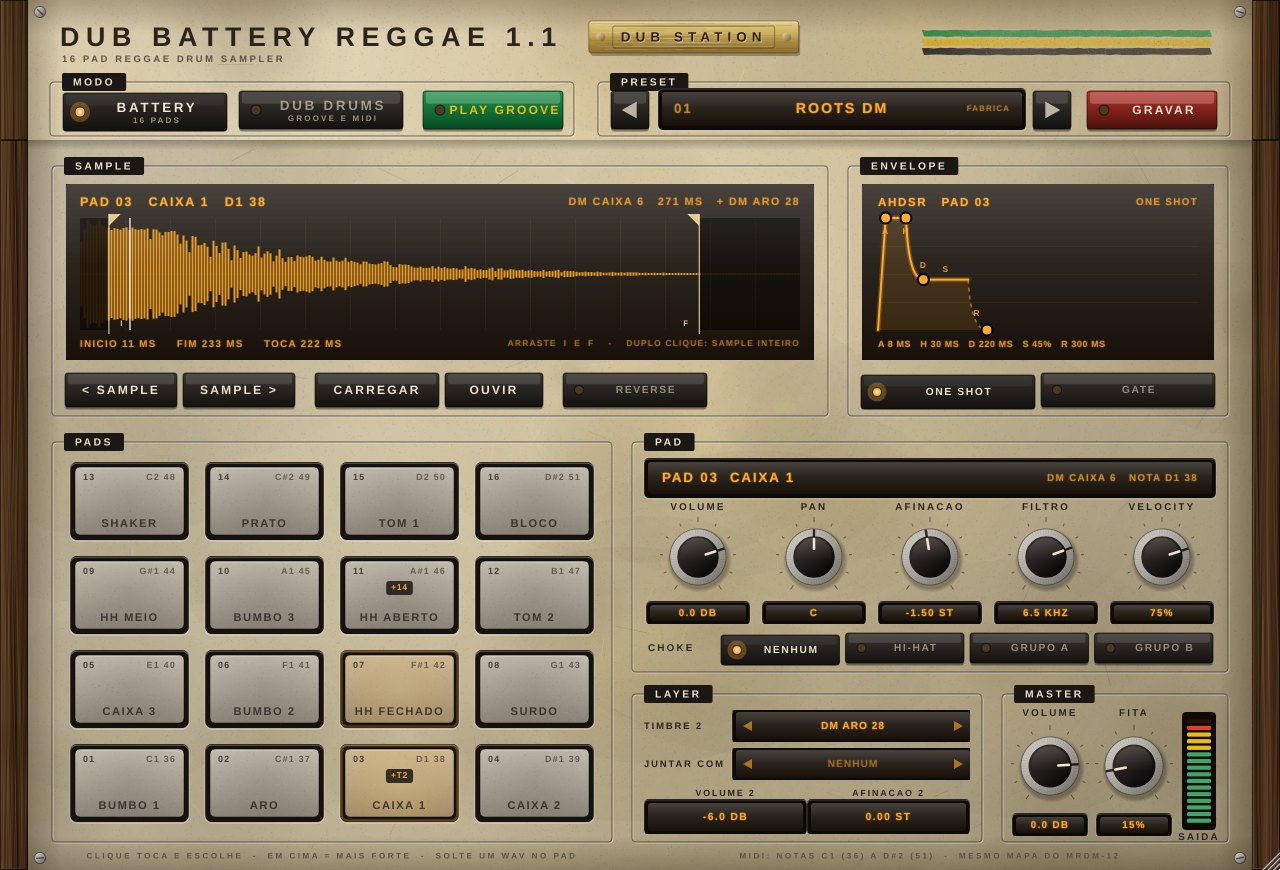 DUB BATTERY REGGAE 1.1
16 PAD REGGAE DRUM SAMPLER
DUB STATION
MODO
BATTERY
16 PADS
DUB DRUMS
GROOVE E MIDI
PLAY GROOVE
PRESET
01 ROOTS DM FABRICA
GRAVAR
SAMPLE
PAD 03 CAIXA 1 D1 38
DM CAIXA 6 271 MS + DM ARO 28
I F
INICIO 11 MS FIM 233 MS TOCA 222 MS
ARRASTE I E F - DUPLO CLIQUE: SAMPLE INTEIRO
< SAMPLE
SAMPLE >
CARREGAR
OUVIR
REVERSE
ENVELOPE
AHDSR PAD 03
ONE SHOT
A H
D S
R
A 8 MS H 30 MS D 220 MS S 45% R 300 MS
ONE SHOT
GATE
PADS
13 C2 48
SHAKER
14 C#2 49
PRATO
15 D2 50
TOM 1
16 D#2 51
BLOCO
09 G#1 44
HH MEIO
10 A1 45
BUMBO 3
11 A#1 46
+14
HH ABERTO
12 B1 47
TOM 2
05 E1 40
CAIXA 3
06 F1 41
BUMBO 2
07 F#1 42
HH FECHADO
08 G1 43
SURDO
01 C1 36
BUMBO 1
02 C#1 37
ARO
03 D1 38
+T2
CAIXA 1
04 D#1 39
CAIXA 2
CLIQUE TOCA E ESCOLHE - EM CIMA = MAIS FORTE - SOLTE UM WAV NO PAD
PAD
PAD 03 CAIXA 1
DM CAIXA 6 NOTA D1 38
VOLUME PAN AFINACAO FILTRO VELOCITY
0.0 DB C -1.50 ST 6.5 KHZ 75%
CHOKE
NENHUM
HI-HAT
GRUPO A
GRUPO B
LAYER
TIMBRE 2
DM ARO 28
JUNTAR COM
NENHUM
VOLUME 2 AFINACAO 2
-6.0 DB 0.00 ST
MASTER
VOLUME FITA
0.0 DB 15%
SAIDA
MIDI: NOTAS C1 (36) A D#2 (51) - MESMO MAPA DO MRDM-12